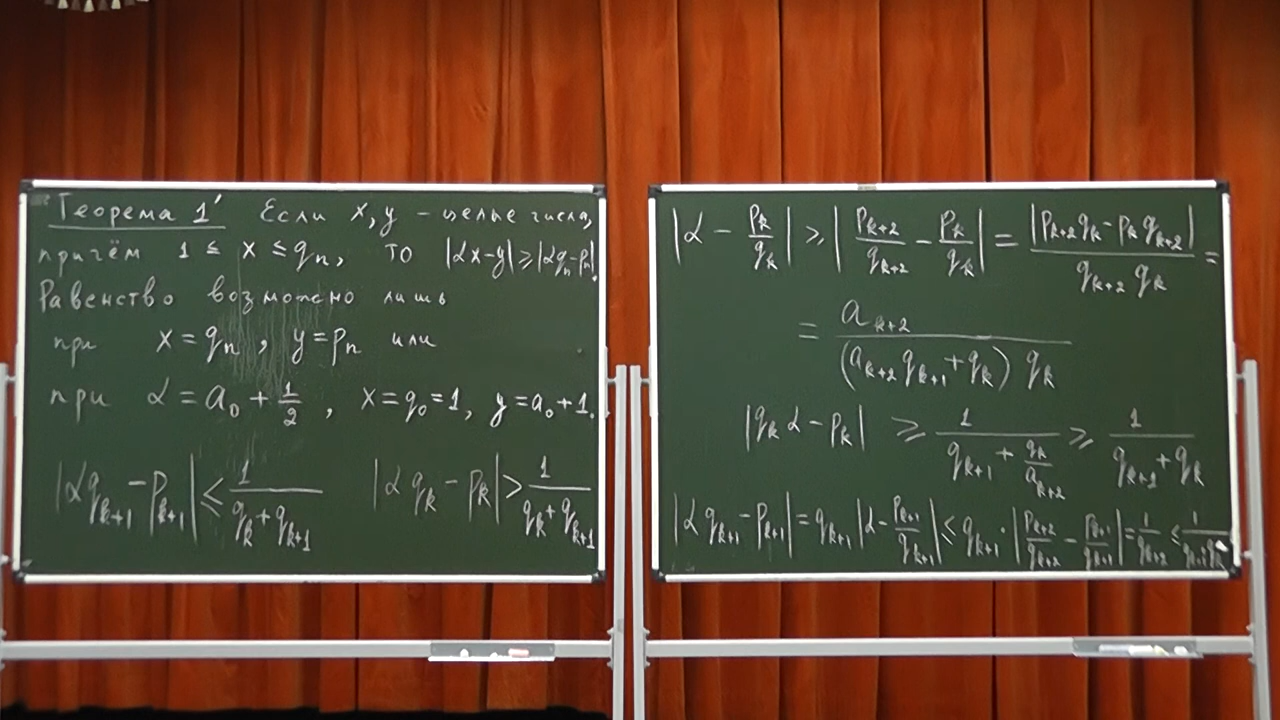 Теорема 1' Если x, y – целые числа,
причём 1 ≤ x ≤ q_n, то |αx-y| ≥ |αq_n-p_n|.
Равенство возможно лишь
при x = q_n, y = p_n или
при α = a_0 + 1/2, x = q_0 = 1, y = a_0 + 1.
|αq_{k+1} - p_{k+1}| ≤ 1/(q_k + q_{k+1}) |αq_k - p_k| > 1/(q_k + q_{k+1})
|α - p_k/q_k| ≥ |p_{k+2}/q_{k+2} - p_k/q_k| = |p_{k+2}q_k - p_k q_{k+2}|/(q_{k+2} q_k) =
= a_{k+2}/((a_{k+2}q_{k+1} + q_k) q_k)
|q_k α - p_k| ≥ 1/(q_{k+1} + q_k/a_{k+2}) ≥ 1/(q_{k+1} + q_k)
|αq_{k+1} - p_{k+1}| = q_{k+1} |α - p_{k+1}/q_{k+1}| ≤ q_{k+1} · |p_{k+2}/q_{k+2} - p_{k+1}/q_{k+1}| = 1/q_{k+2} ≤